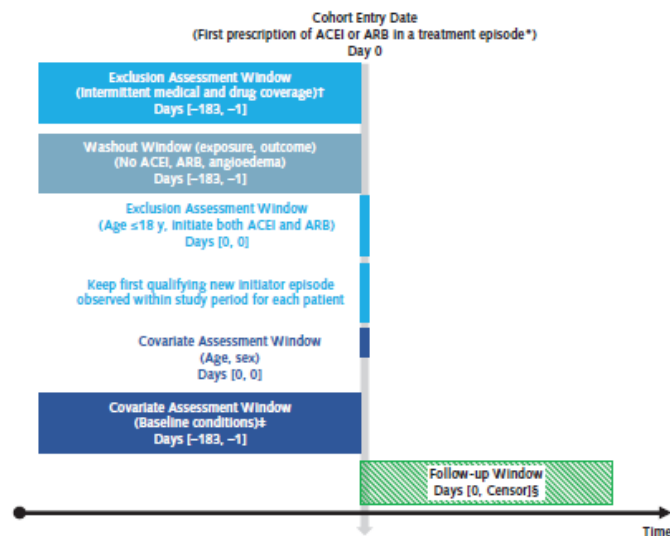 Cohort Entry Date
(First prescription of ACEI or ARB in a treatment episode*)
Day 0
Exclusion Assessment Window
(Intermittent medical and drug coverage)†
Days [–183, –1]
Washout Window (exposure, outcome)
(No ACEI, ARB, angioedema)
Days [–183, –1]
Exclusion Assessment Window
(Age ≤18 y, initiate both ACEI and ARB)
Days [0, 0]
Keep first qualifying new initiator episode
observed within study period for each patient
Covariate Assessment Window
(Age, sex)
Days [0, 0]
Covariate Assessment Window
(Baseline conditions)‡
Days [–183, –1]
Follow-up Window
Days [0, Censor]§
Time